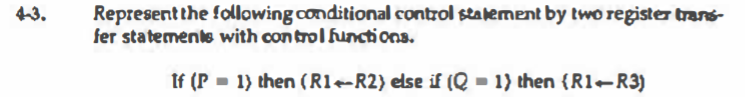 4-3. Represent the following conditional control statement by two register trans-
fer statements with control functions.
If (P = 1) then (R1←R2) else if (Q = 1) then (R1←R3)